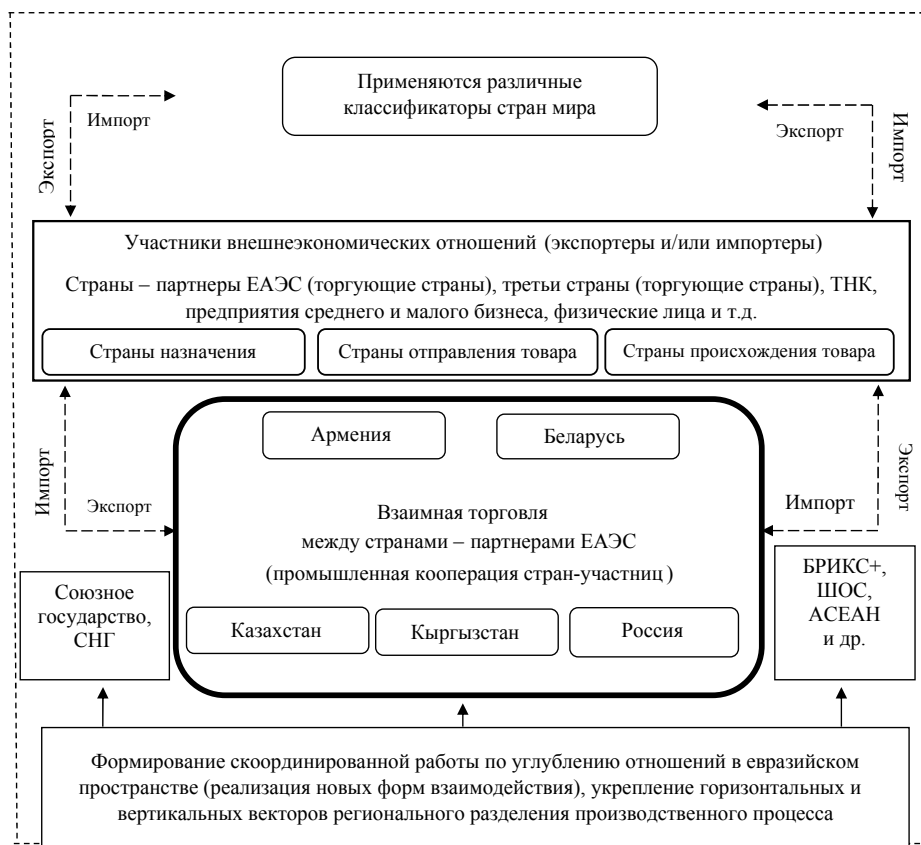 Применяются различные
классификаторы стран мира
Экспорт
Импорт
Экспорт
Импорт
Участники внешнеэкономических отношений (экспортеры и/или импортеры)
Страны – партнеры ЕАЭС (торгующие страны), третьи страны (торгующие страны), ТНК,
предприятия среднего и малого бизнеса, физические лица и т.д.
Страны назначения
Страны отправления товара
Страны происхождения товара
Армения
Беларусь
Импорт
Экспорт
Импорт
Экспорт
Взаимная торговля
между странами – партнерами ЕАЭС
(промышленная кооперация стран-участниц)
Союзное
государство,
СНГ
БРИКС+,
ШОС,
АСЕАН
и др.
Казахстан
Кыргызстан
Россия
Формирование скоординированной работы по углублению отношений в евразийском
пространстве (реализация новых форм взаимодействия), укрепление горизонтальных и
вертикальных векторов регионального разделения производственного процесса